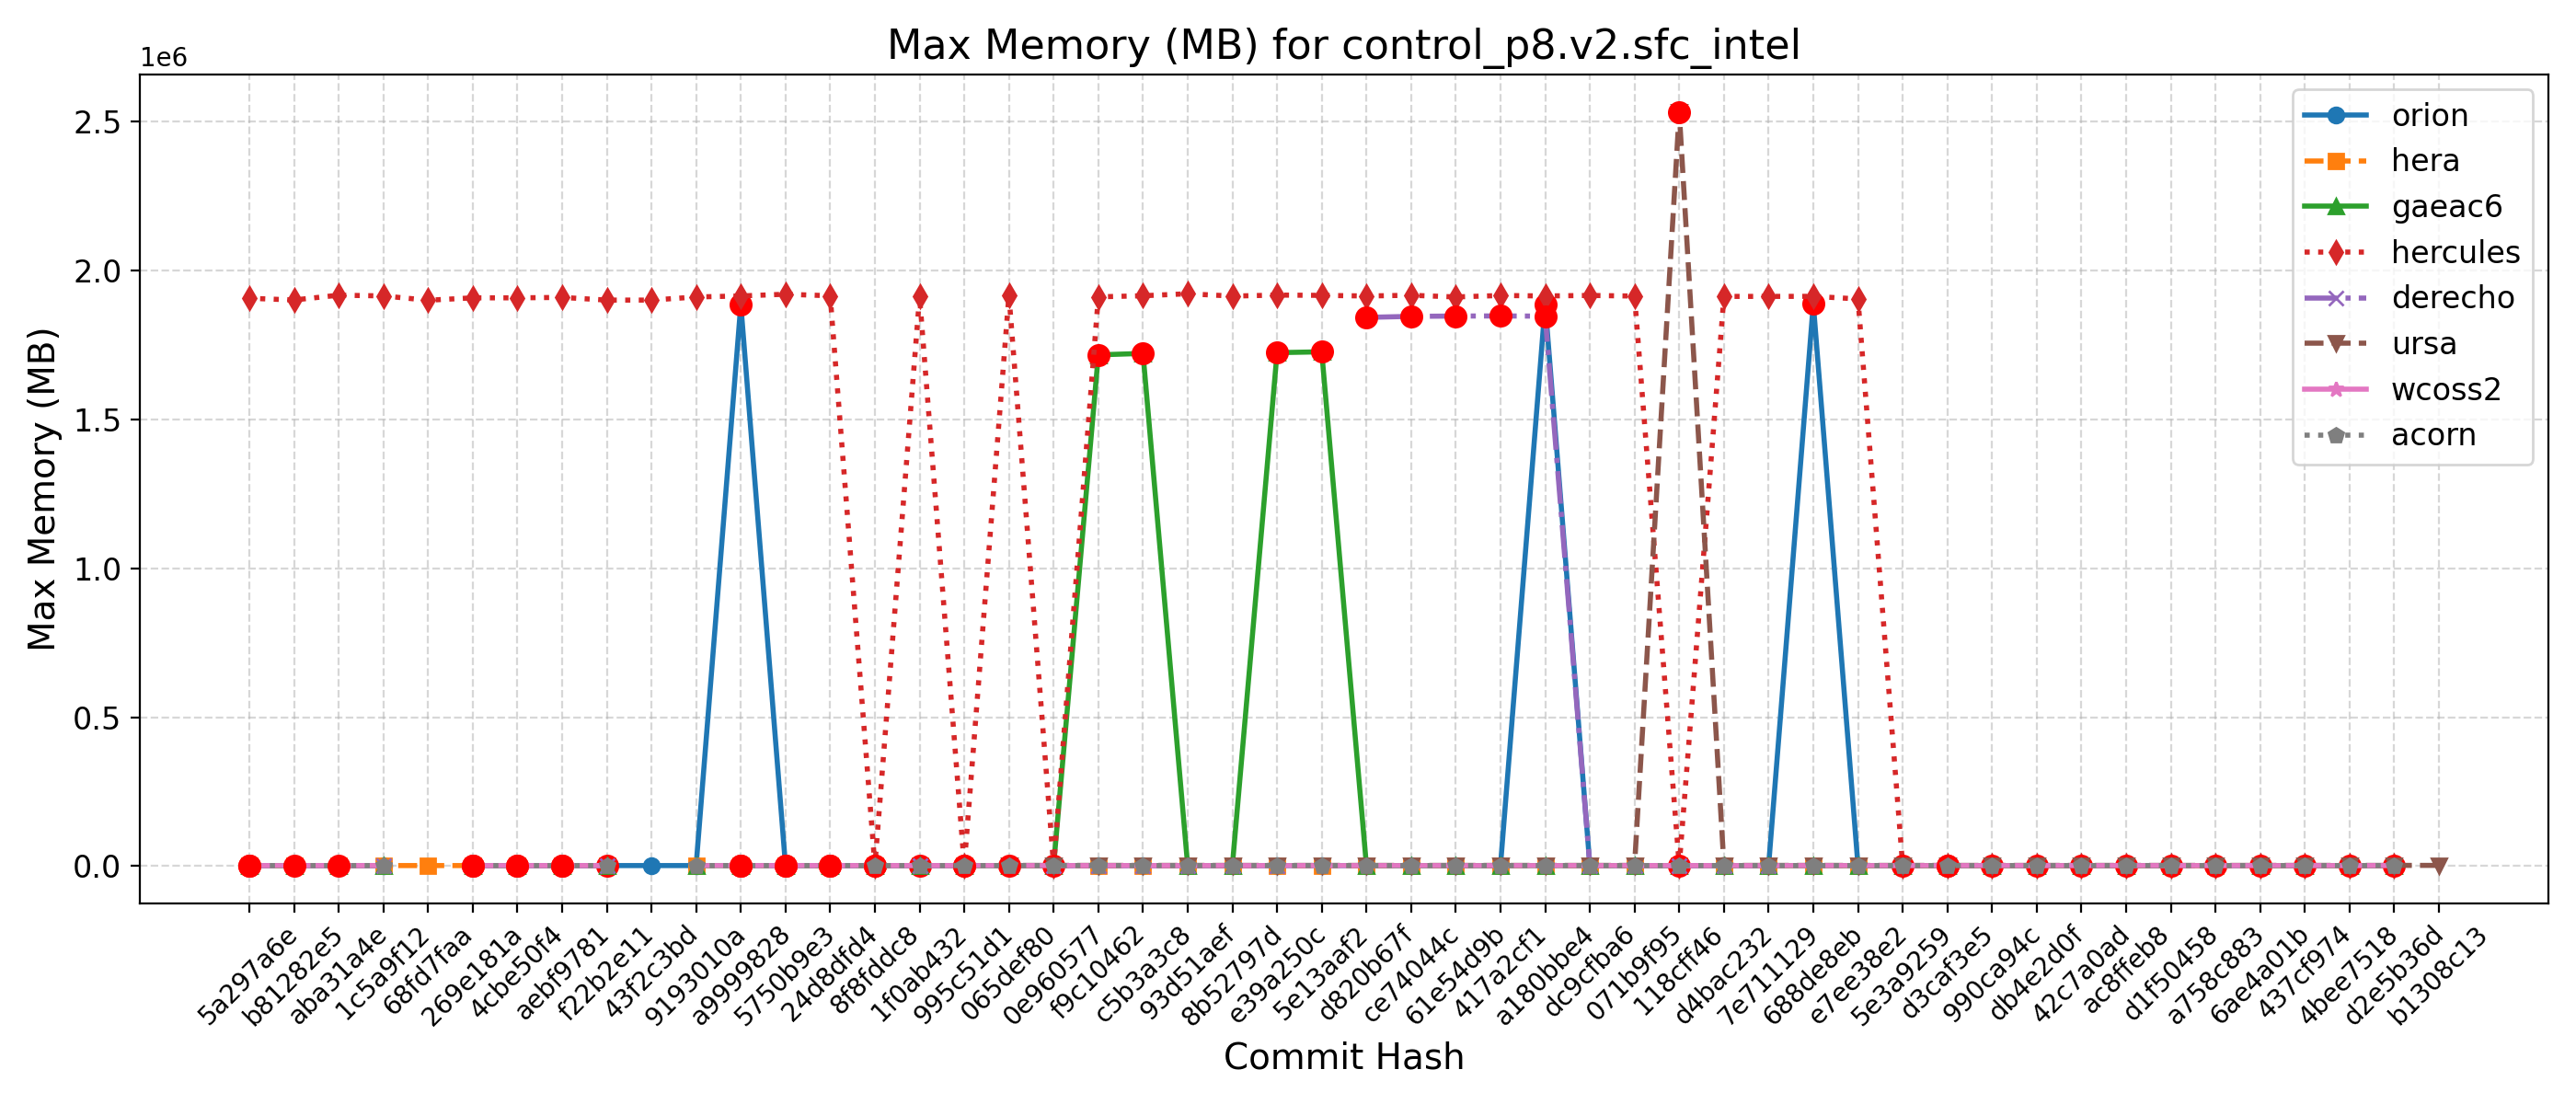 Max Memory (MB) for control_p8.v2.sfc_intel
1e6
2.5
2.0
1.5
1.0
0.5
0.0
Max Memory (MB)
orion
hera
gaeac6
hercules
derecho
ursa
wcoss2
acorn
5a297a6e
b81282e5
aba31a4e
1c5a9f12
68fd7faa
269e181a
4cbe50f4
aebf9781
f22b2e11
43f2c3bd
9193010a
a9999828
5750b9e3
24d8dfd4
8f8fddc8
1f0ab432
995c51d1
065def80
0e960577
f9c10462
c5b3a3c8
93d51aef
8b52797d
e39a250c
5e13aaf2
d820b67f
ce74044c
61e54d9b
417a2cf1
a180bbe4
dc9cfba6
071b9f95
118cff46
d4bac232
7e711129
688de8eb
e7ee38e2
5e3a9259
d3caf3e5
990ca94c
db4e2d0f
42c7a0ad
ac8ffeb8
d1f50458
a758c883
6ae4a01b
437cf974
4bee7518
d2e5b36d
b1308c13
Commit Hash